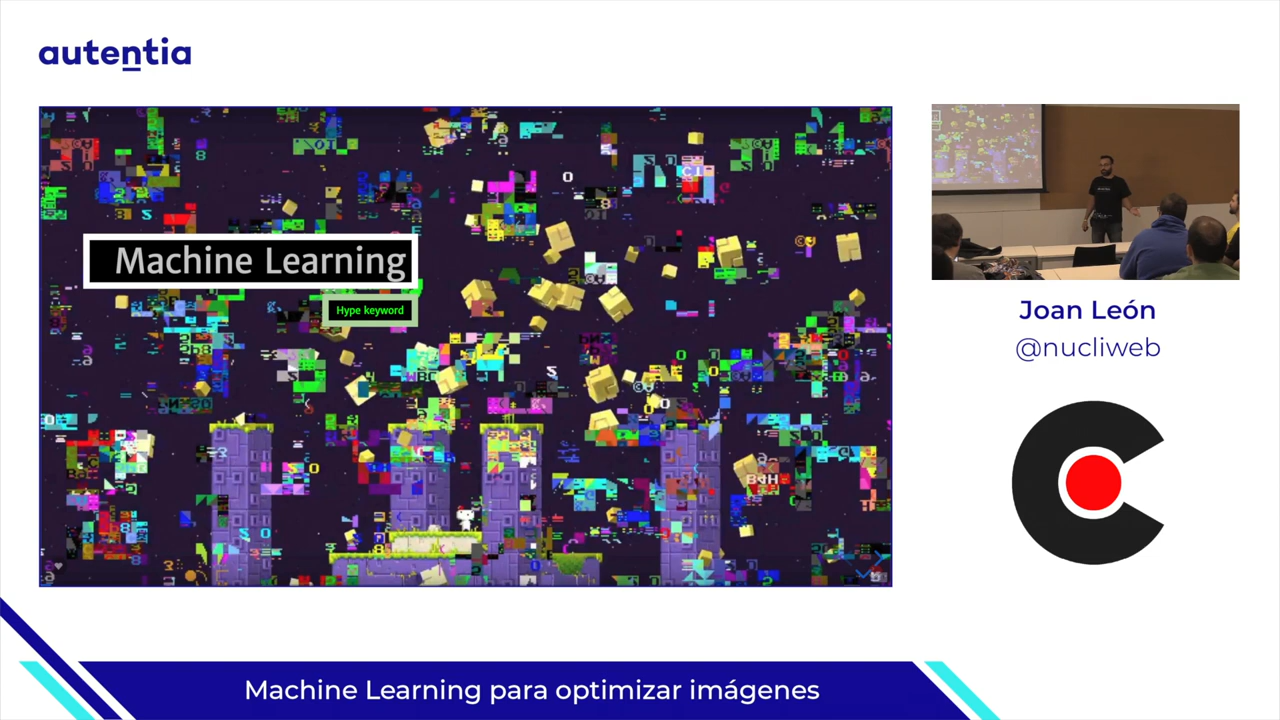 autentia
Machine Learning
Hype keyword
Joan León
@nucliweb
Machine Learning para optimizar imágenes